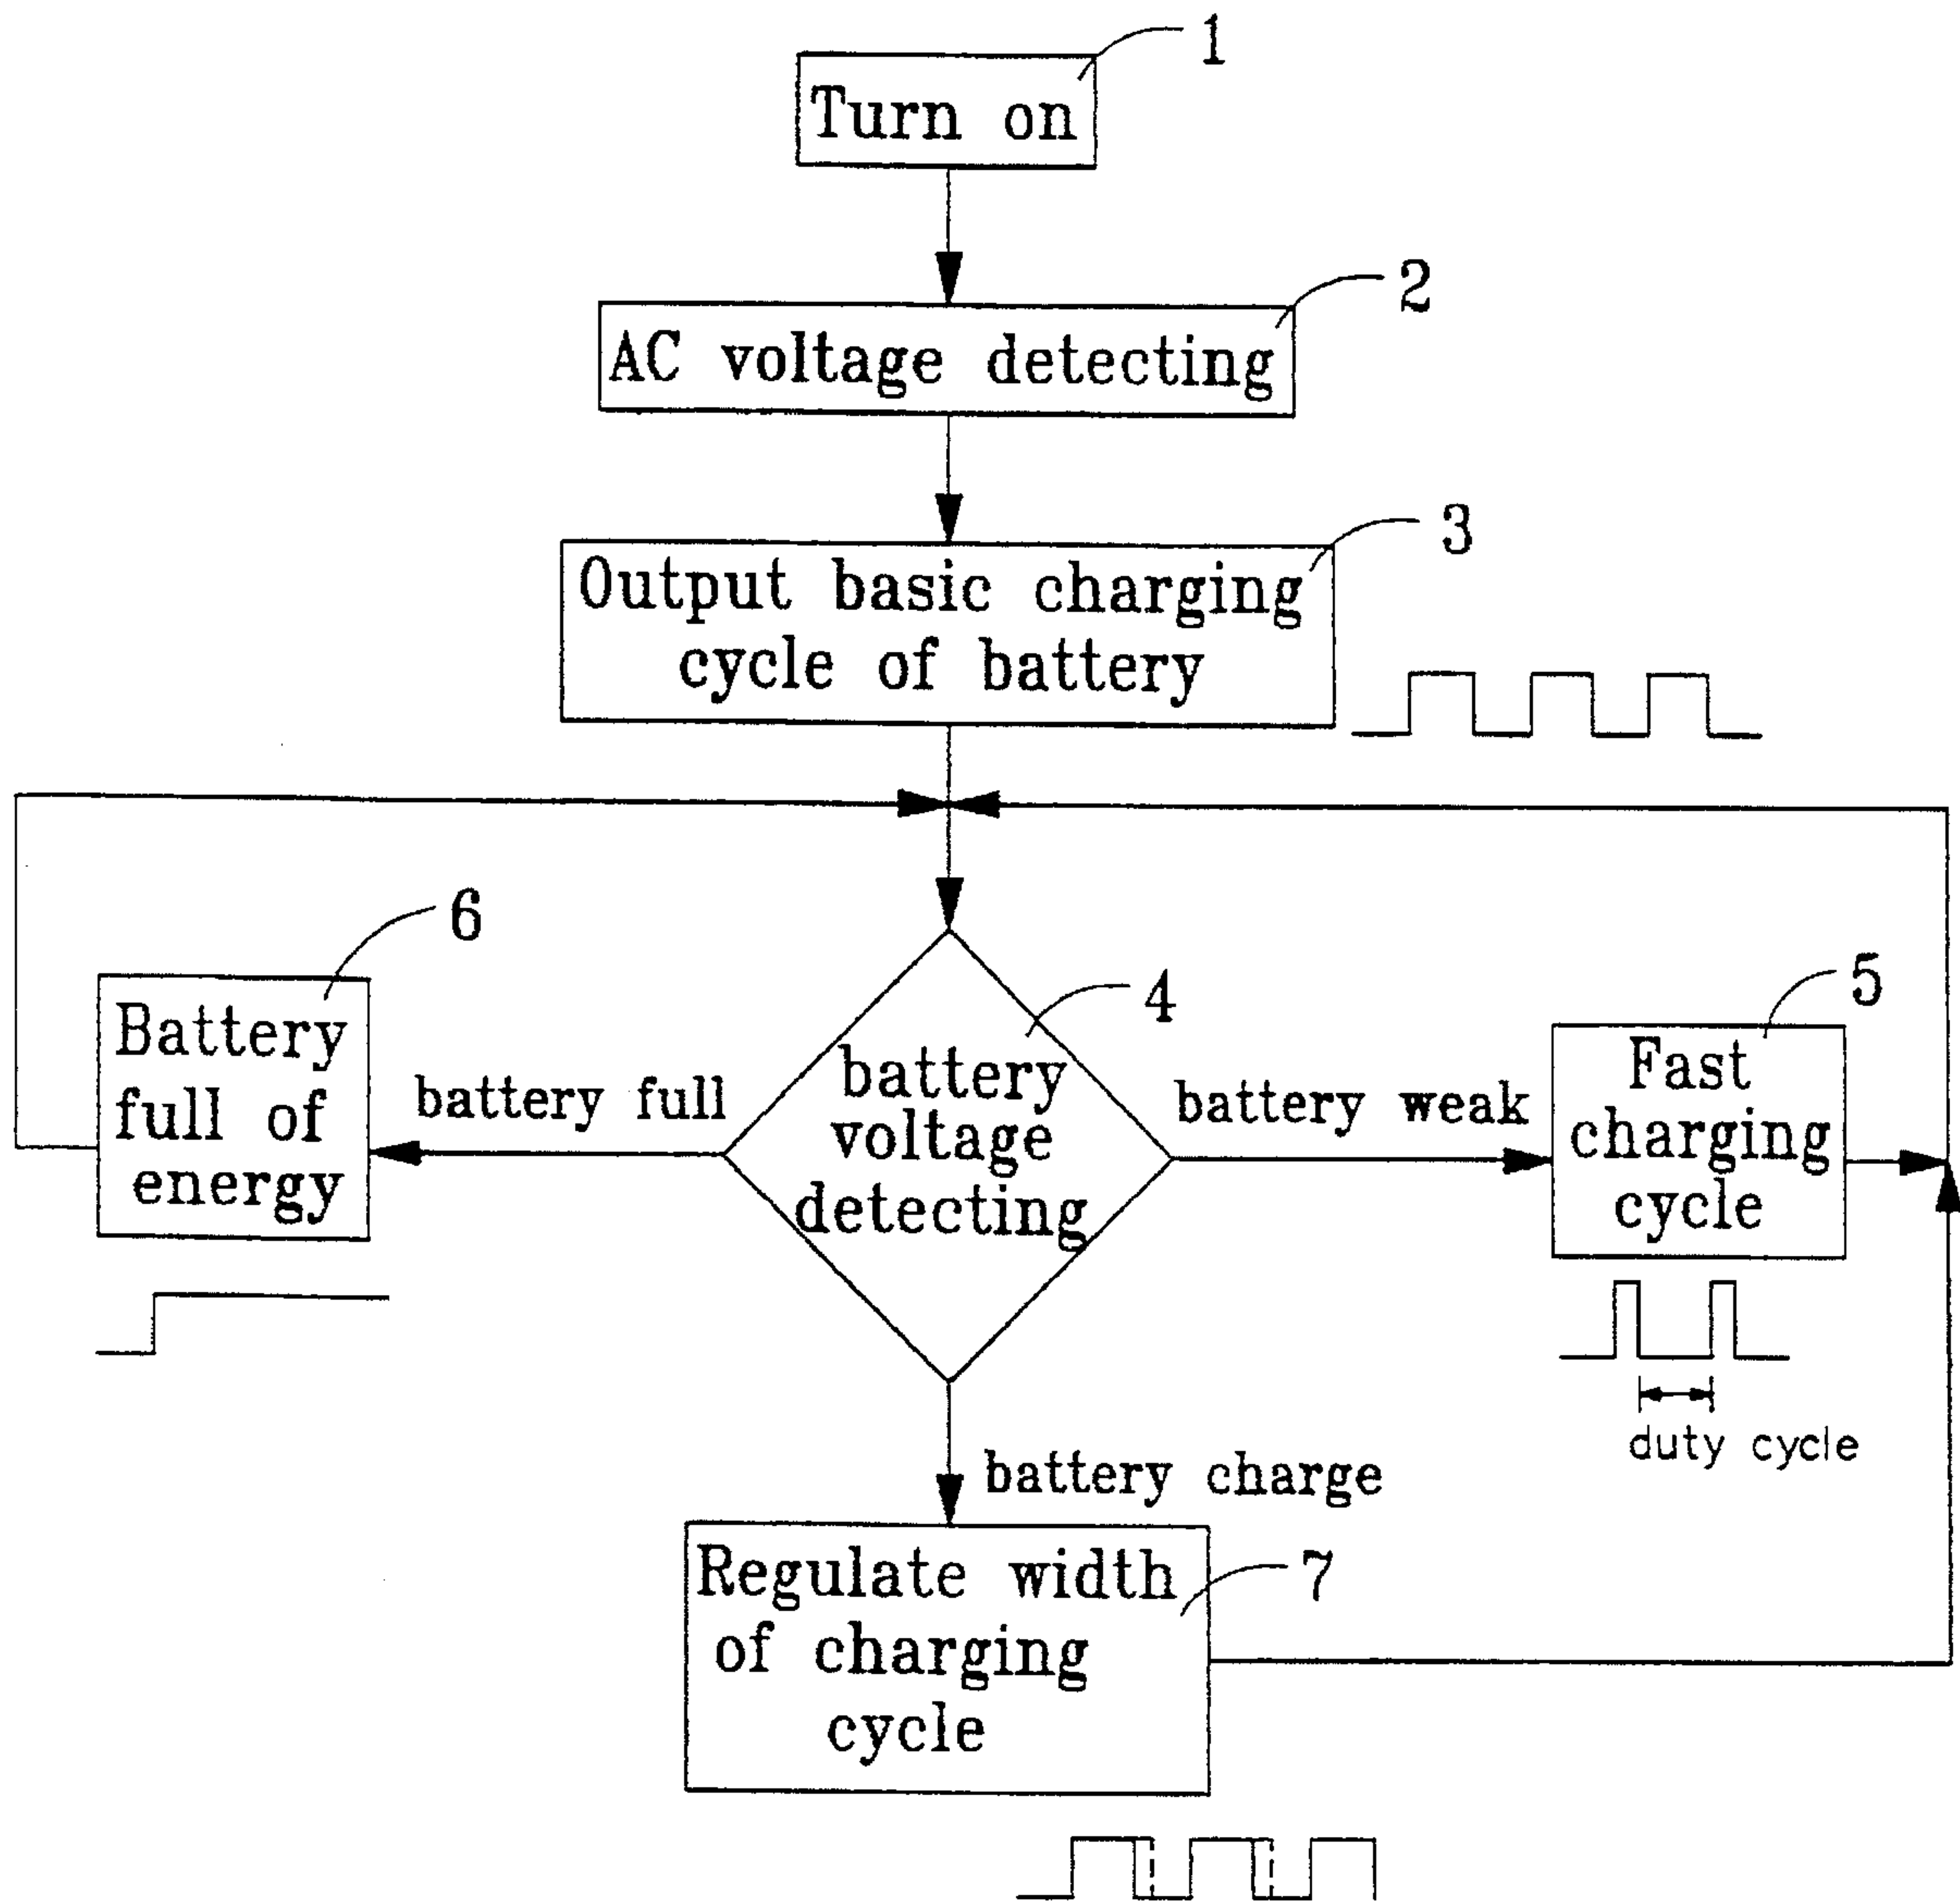 1
Turn on
2
AC voltage detecting
3
Output basic charging
cycle of battery
6
Battery
full of
energy
battery full
4
battery
voltage
detecting
battery weak
5
Fast
charging
cycle
duty cycle
battery charge
7
Regulate width
of charging
cycle